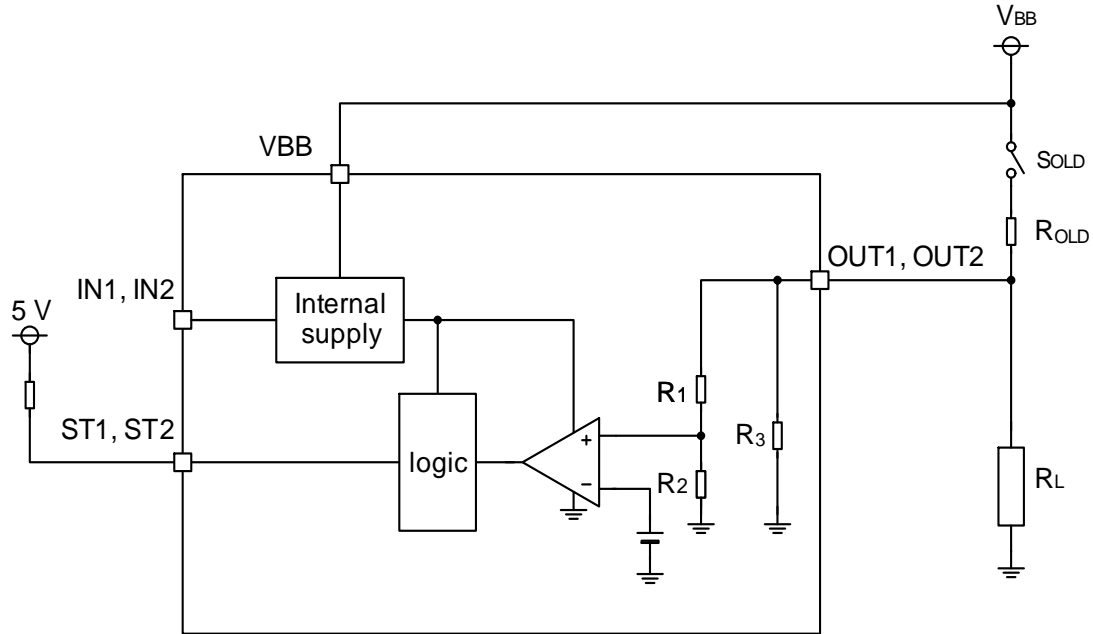 VBB
VBB
SOLD
ROLD
OUT1, OUT2
IN1, IN2
5 V
Internal
supply
R1
ST1, ST2
+
R3
logic
−
R2
RL